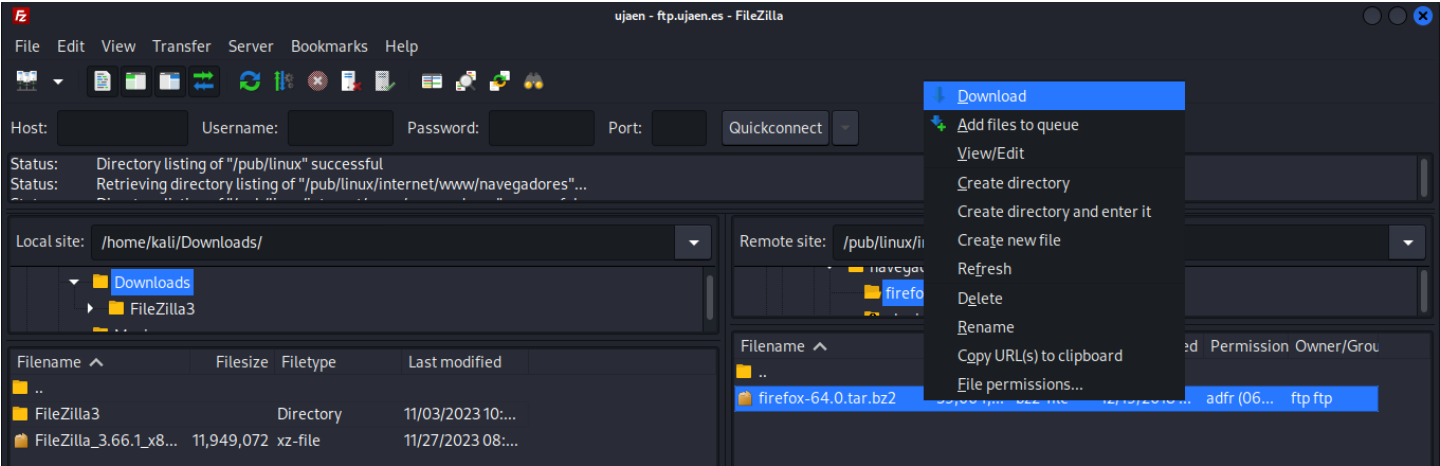 ujaen - ftp.ujaen.es - FileZilla
File Edit View Transfer Server Bookmarks Help
Host: Username: Password: Port: Quickconnect
Status: Directory listing of "/pub/linux" successful
Status: Retrieving directory listing of "/pub/linux/internet/www/navegadores"...
Local site: /home/kali/Downloads/
Downloads
FileZilla3
Filename Filesize Filetype Last modified
..
FileZilla3 Directory 11/03/2023 10:...
FileZilla_3.66.1_x8... 11,949,072 xz-file 11/27/2023 08:...
Remote site: /pub/linux/i
firefo
Filename ed Permission Owner/Grou
..
firefox-64.0.tar.bz2 adfr (06... ftp ftp
Download
Add files to queue
View/Edit
Create directory
Create directory and enter it
Create new file
Refresh
Delete
Rename
Copy URL(s) to clipboard
File permissions...